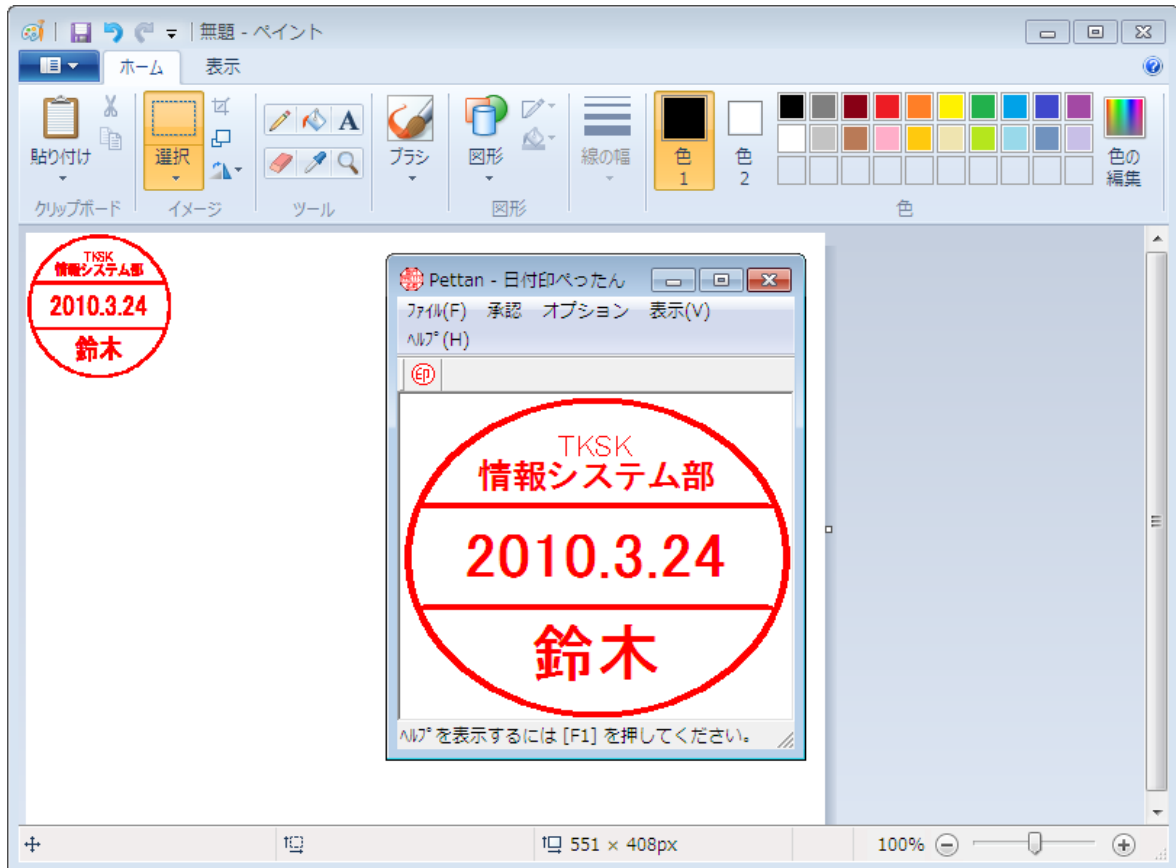 無題 - ペイント
ホーム 表示
貼り付け
選択
A
ブラシ
図形
線の幅
色
1
色
2
色の
編集
クリップボード
イメージ
ツール
図形
色
TKSK
情報システム部
2010.3.24
鈴木
Pettan - 日付印ぺったん
ファイル(F) 承認 オプション 表示(V)
ヘルプ(H)
印
TKSK
情報システム部
2010.3.24
鈴木
ヘルプを表示するには [F1] を押してください。
551 × 408px
100%